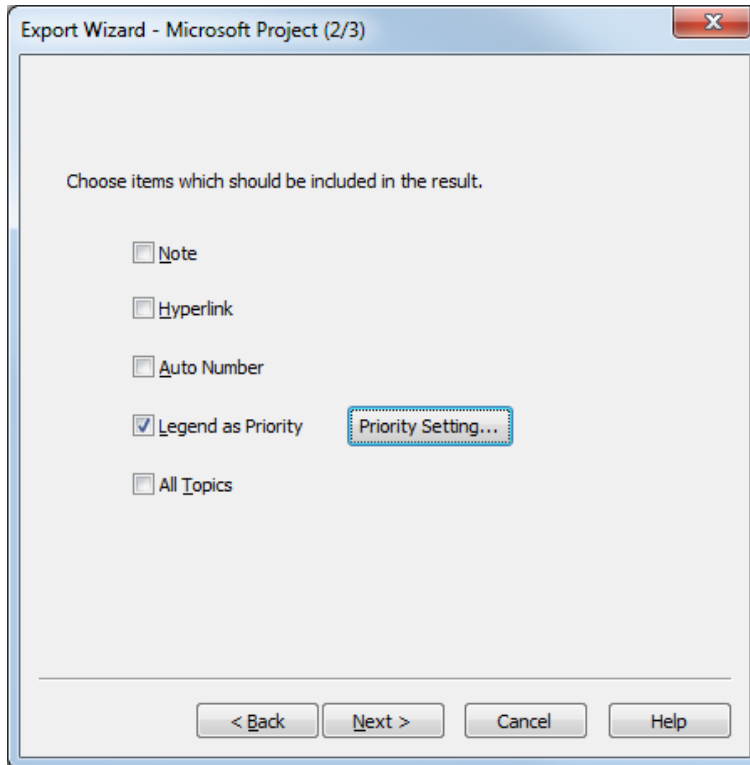 Export Wizard - Microsoft Project (2/3)
Choose items which should be included in the result.
Note
Hyperlink
Auto Number
Legend as Priority Priority Setting...
All Topics
< Back Next > Cancel Help